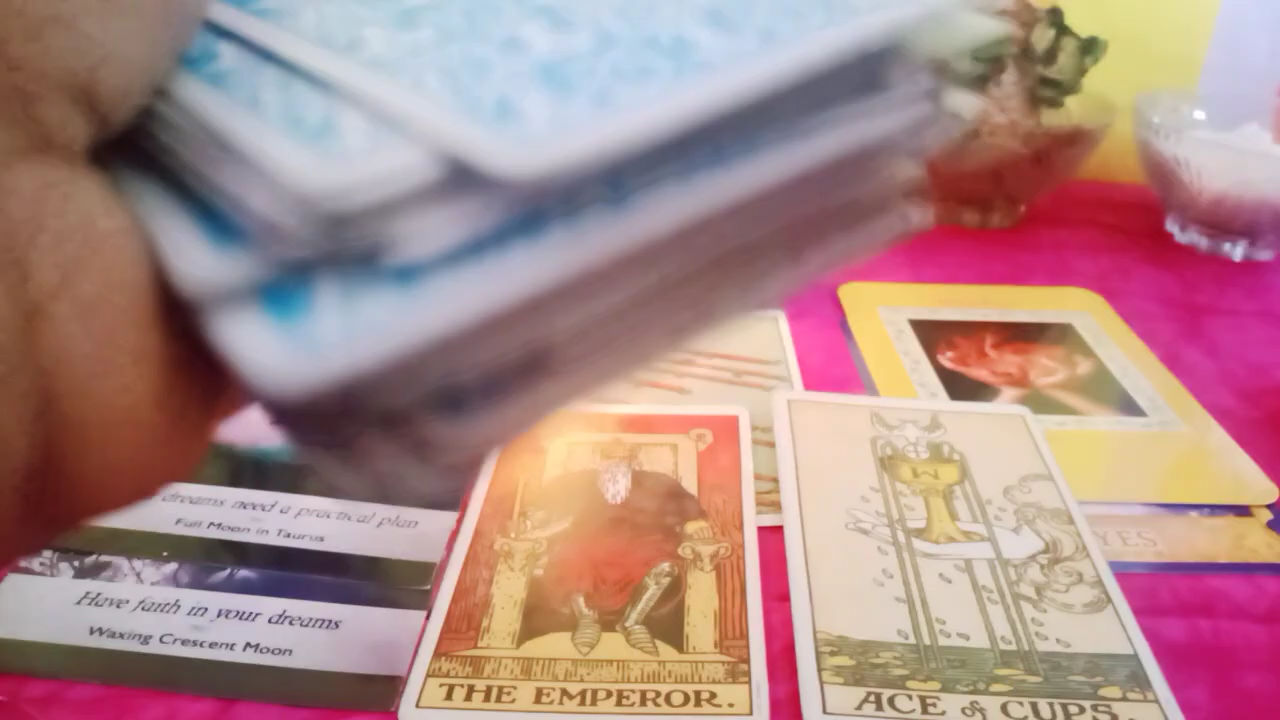 dreams need a practical plan
Full Moon in Taurus
Have faith in your dreams
Waxing Crescent Moon
THE EMPEROR.
ACE of CUPS.
YES